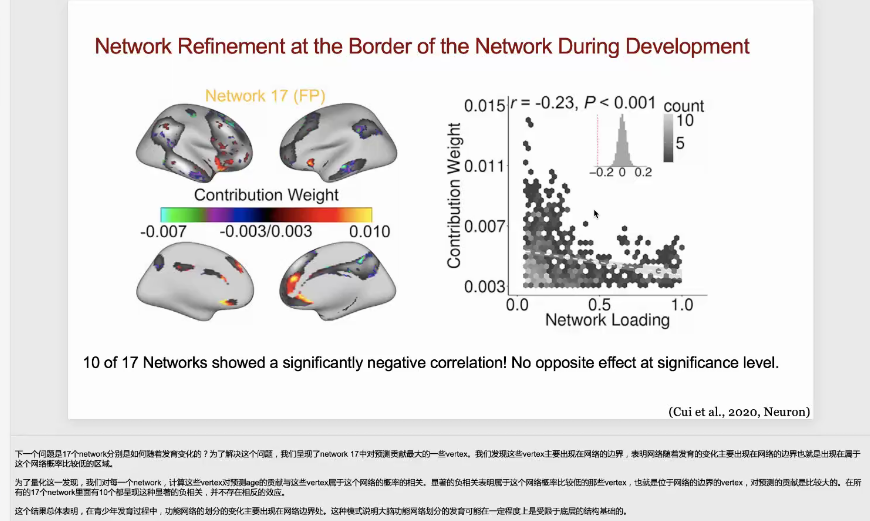 Network Refinement at the Border of the Network During Development
Network 17 (FP)
Contribution Weight
-0.007 -0.003/0.003 0.010
0.015
0.011
0.007
0.003
Contribution Weight
r = -0.23, P < 0.001
count
10
5
-0.2 0 0.2
0.0 0.5 1.0
Network Loading
10 of 17 Networks showed a significantly negative correlation! No opposite effect at significance level.
(Cui et al., 2020, Neuron)
下一个问题是17个network分别是如何随着发育变化的？为了解决这个问题，我们呈现了network 17中对预测贡献最大的一些vertex。我们发现这些vertex主要出现在网络的边界，表明网络随着发育的变化主要出现在网络的边界也就是出现在属于
这个网络概率比较低的区域。
为了量化这一发现，我们对每一个network，计算这些vertex对预测age的贡献与这些vertex属于这个网络的概率的相关。显著的负相关表明属于这个网络概率比较低的那些vertex，也就是位于网络的边界的vertex，对预测的贡献是比较大的。在所
有的17个network里面有10个都呈现这种显著的负相关，并不存在相反的效应。
这个结果总体表明，在青少年发育过程中，功能网络的划分的变化主要出现在网络边界处。这种模式说明大脑功能网络划分的发育可能在一定程度上是受限于底层的结构基础的。